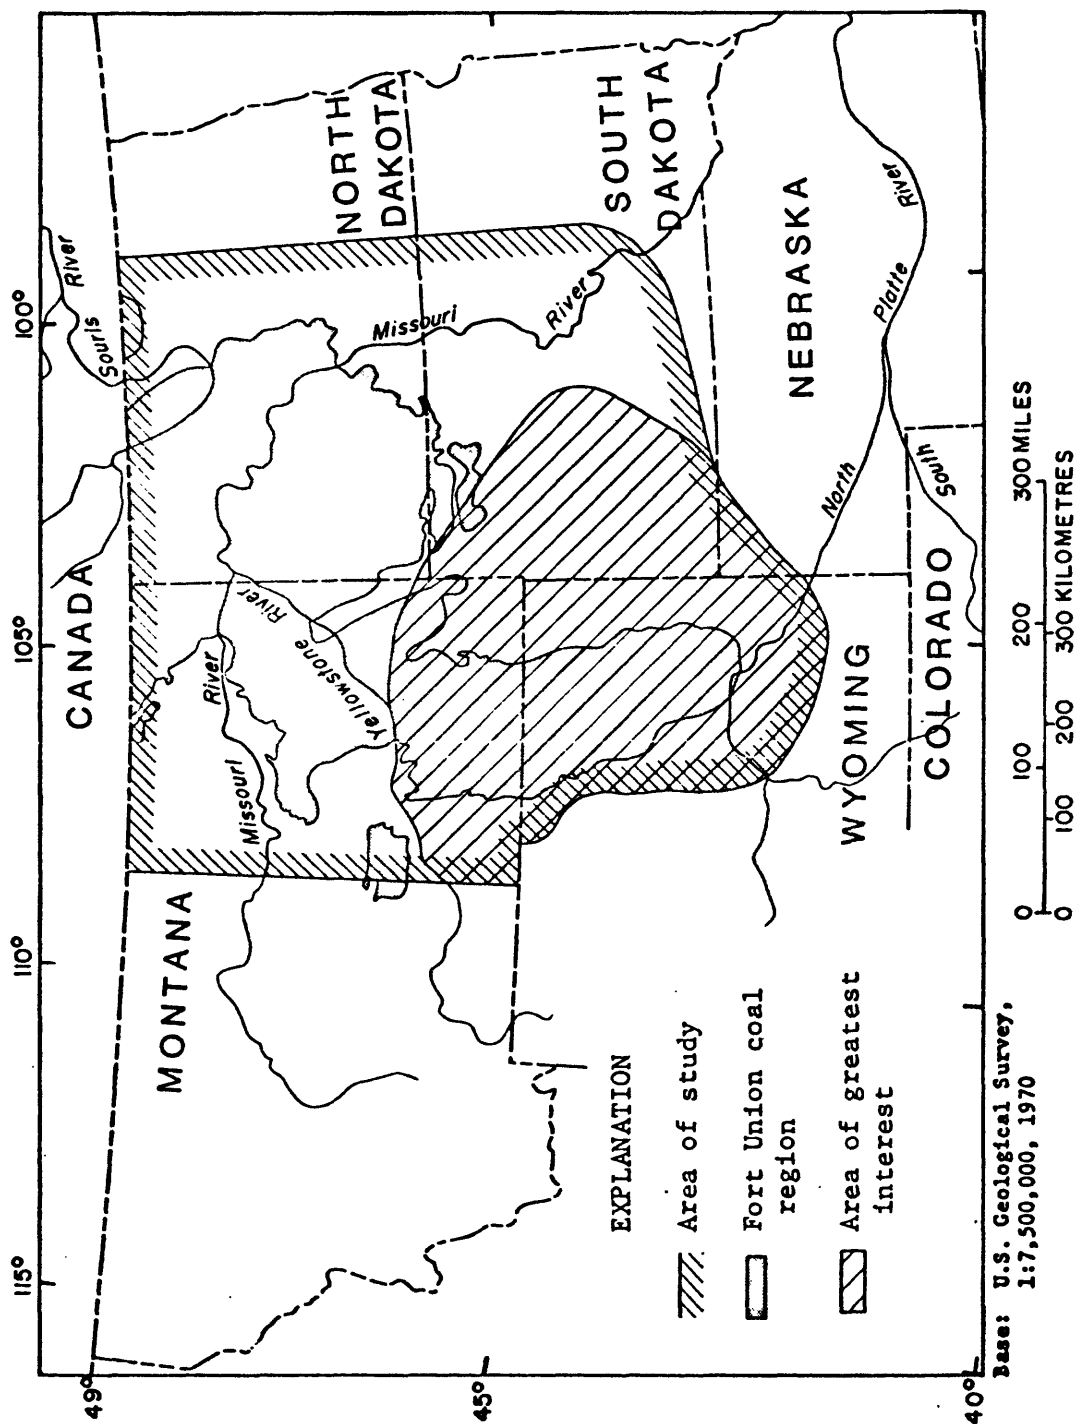 115°
110°
105°
100°
49°
45°
40°
CANADA
Souris
River
MONTANA
Missouri
River
Yellowstone
River
NORTH
DAKOTA
Missouri
River
SOUTH
DAKOTA
WYOMING
NEBRASKA
North
Platte
River
South
COLORADO
EXPLANATION
Area of study
Fort Union coal
region
Area of greatest
interest
Base: U.S. Geological Survey,
1:7,500,000, 1970
0 100 200 300 MILES
0 100 200 300 KILOMETRES